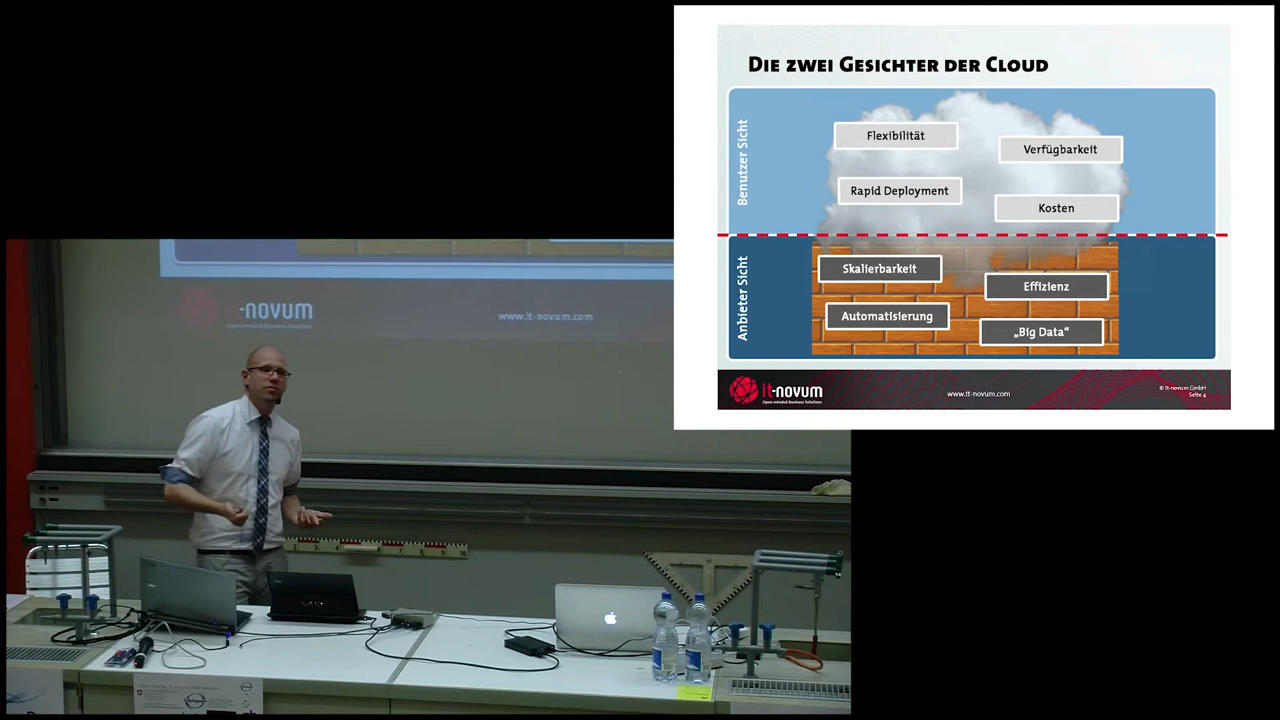 Die zwei Gesichter der Cloud
Benutzer Sicht
Flexibilität
Verfügbarkeit
Rapid Deployment
Kosten
Anbieter Sicht
Skalierbarkeit
Effizienz
Automatisierung
„Big Data“
it-novum
Open-minded Business Solutions
www.it-novum.com
© it-novum GmbH
Seite 4
-novum
Open-minded Business Solutions
www.it-novum.com
VAIO